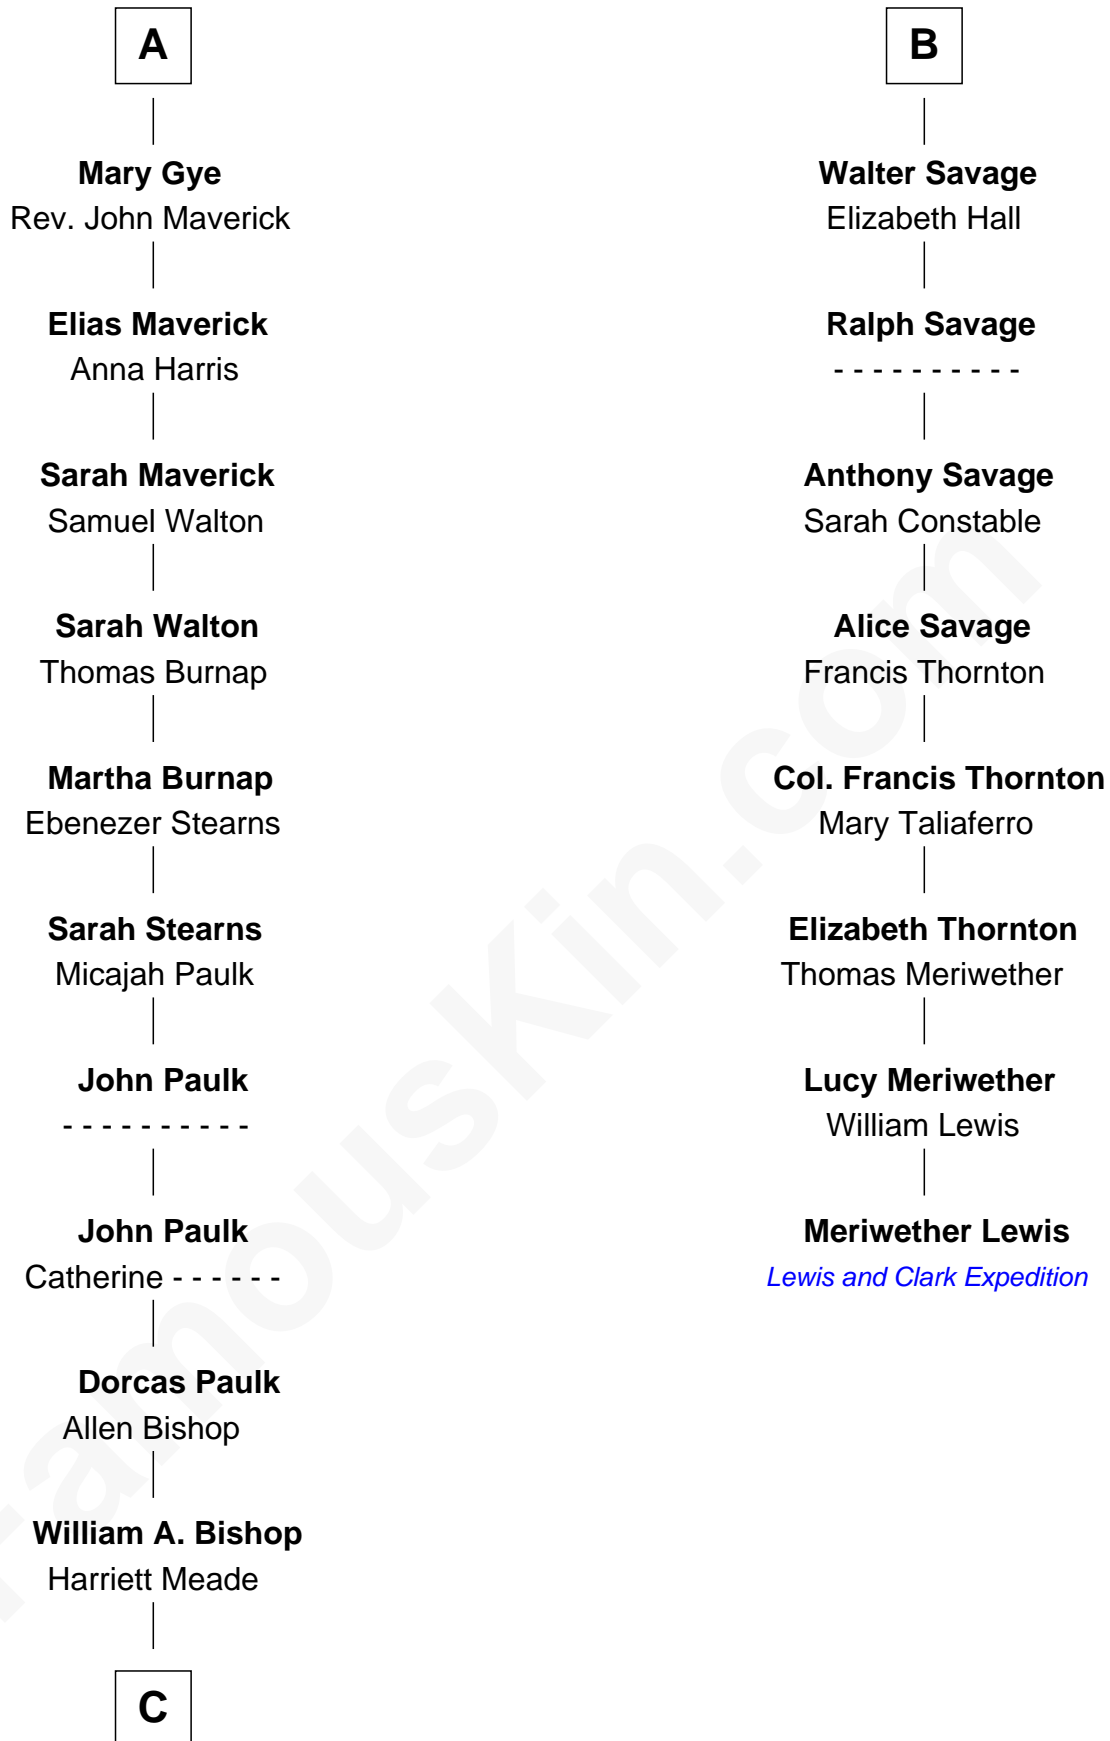 A
Mary Gye
Rev. John Maverick
Elias Maverick
Anna Harris
Sarah Maverick
Samuel Walton
Sarah Walton
Thomas Burnap
Martha Burnap
Ebenezer Stearns
Sarah Stearns
Micajah Paulk
John Paulk
- - - - - - - - - -
John Paulk
Catherine - - - - - -
Dorcas Paulk
Allen Bishop
William A. Bishop
Harriett Meade
C
B
Walter Savage
Elizabeth Hall
Ralph Savage
- - - - - - - - - -
Anthony Savage
Sarah Constable
Alice Savage
Francis Thornton
Col. Francis Thornton
Mary Taliaferro
Elizabeth Thornton
Thomas Meriwether
Lucy Meriwether
William Lewis
Meriwether Lewis
Lewis and Clark Expedition
FamousKin.com